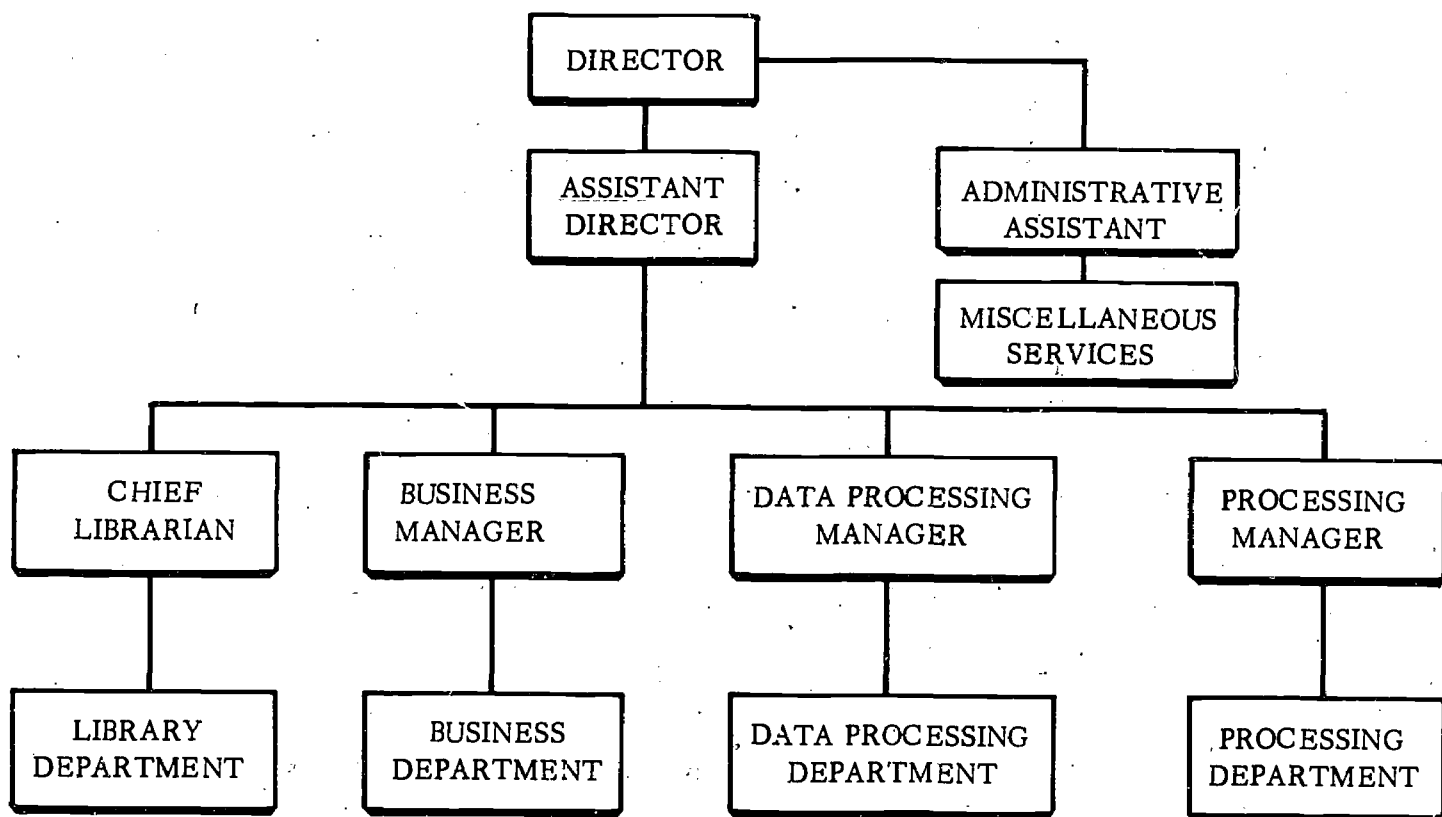 DIRECTOR
ASSISTANT
DIRECTOR
ADMINISTRATIVE
ASSISTANT
MISCELLANEOUS
SERVICES
CHIEF
LIBRARIAN
BUSINESS
MANAGER
DATA PROCESSING
MANAGER
PROCESSING
MANAGER
LIBRARY
DEPARTMENT
BUSINESS
DEPARTMENT
DATA PROCESSING
DEPARTMENT
PROCESSING
DEPARTMENT